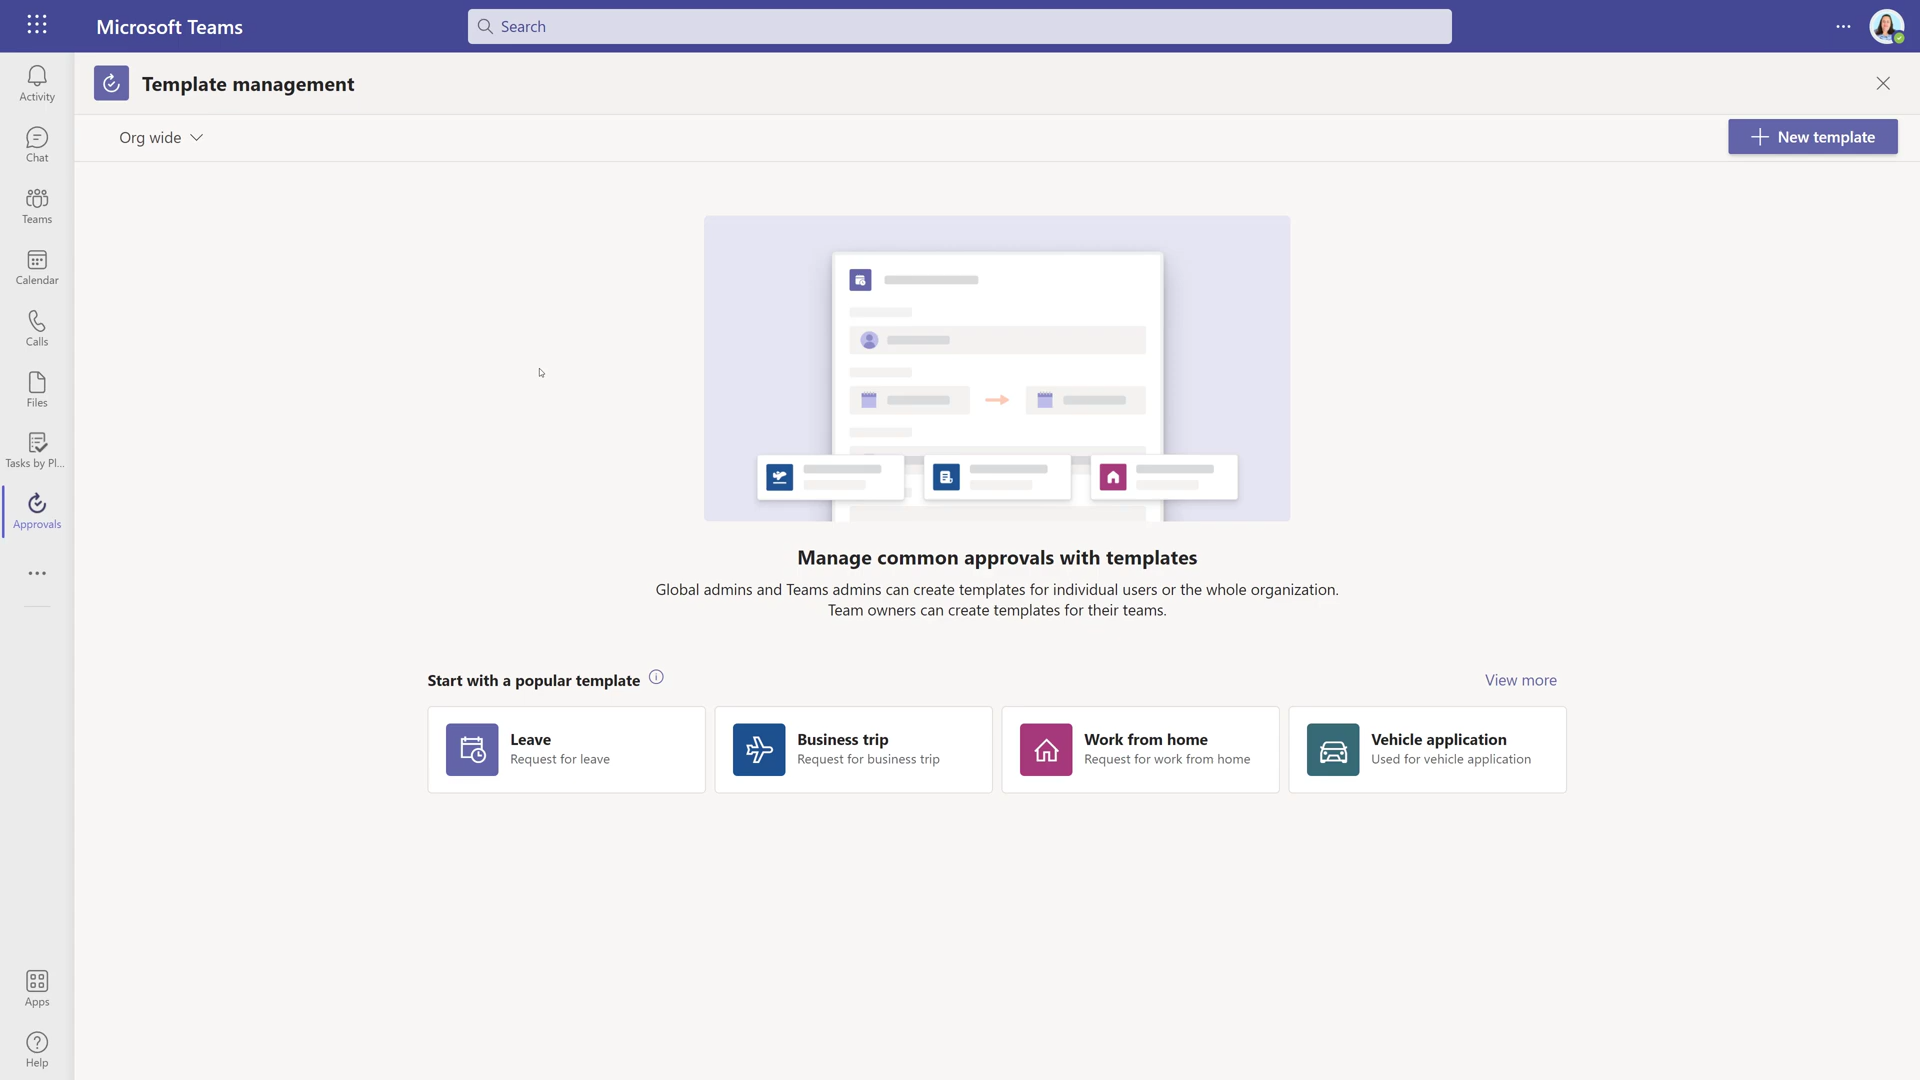 Microsoft Teams
Search
Activity
Chat
Teams
Calendar
Calls
Files
Tasks by Pl...
Approvals
Apps
Help
Template management
Org wide
New template
Manage common approvals with templates
Global admins and Teams admins can create templates for individual users or the whole organization.
Team owners can create templates for their teams.
Start with a popular template
View more
Leave
Request for leave
Business trip
Request for business trip
Work from home
Request for work from home
Vehicle application
Used for vehicle application